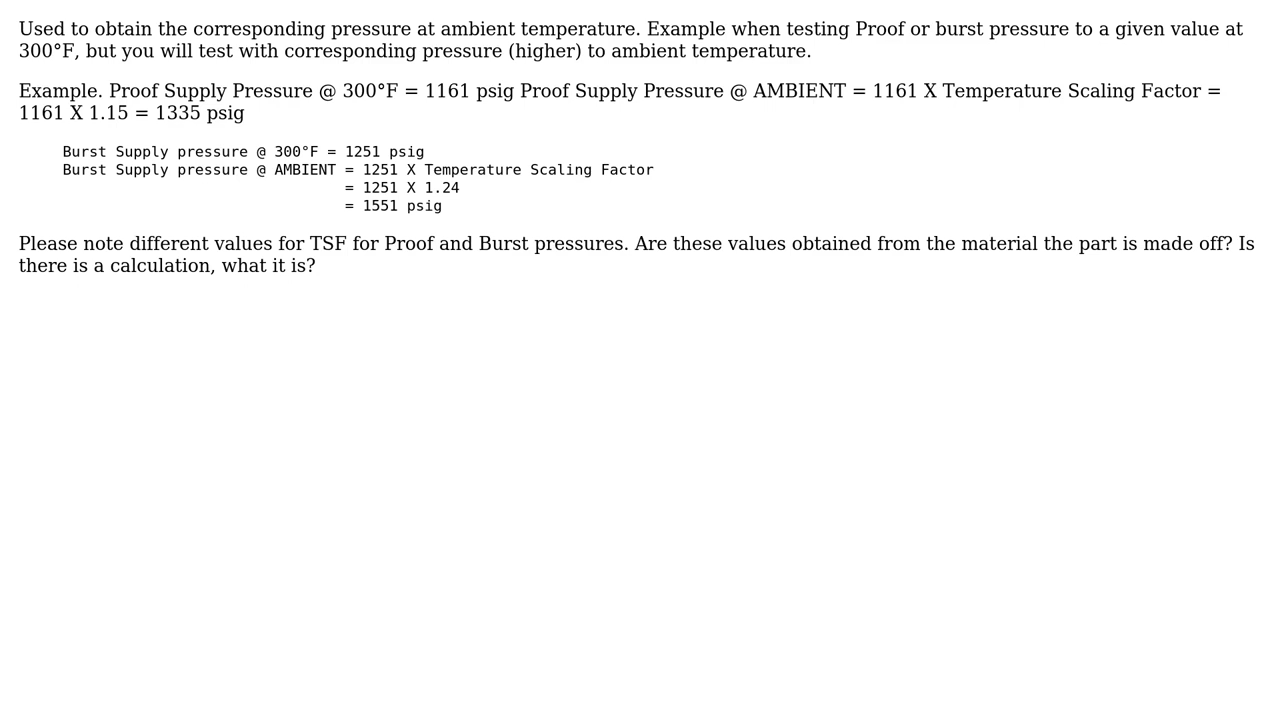 Used to obtain the corresponding pressure at ambient temperature. Example when testing Proof or burst pressure to a given value at
300°F, but you will test with corresponding pressure (higher) to ambient temperature.
Example. Proof Supply Pressure @ 300°F = 1161 psig Proof Supply Pressure @ AMBIENT = 1161 X Temperature Scaling Factor =
1161 X 1.15 = 1335 psig
Burst Supply pressure @ 300°F = 1251 psig
Burst Supply pressure @ AMBIENT = 1251 X Temperature Scaling Factor
= 1251 X 1.24
= 1551 psig
Please note different values for TSF for Proof and Burst pressures. Are these values obtained from the material the part is made off? Is
there is a calculation, what it is?